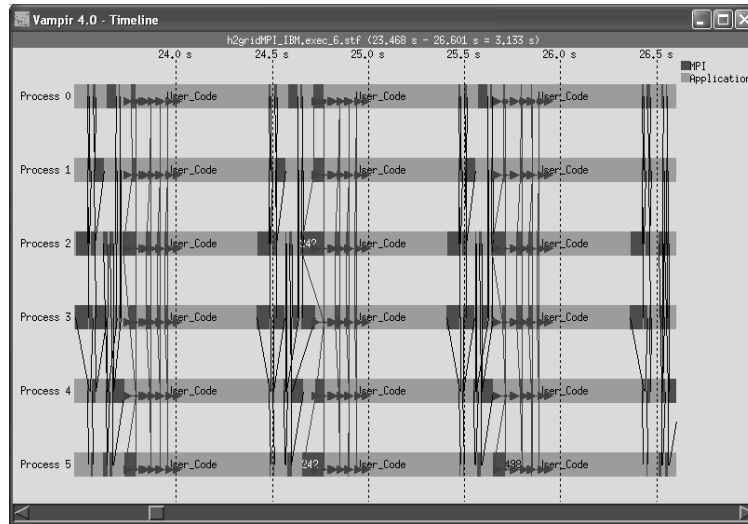 Vampir 4.0 - Timeline
h2gridMPI_IBM.exec_6.stf (23.468 s - 26.601 s = 3.133 s)
24.0 s 24.5 s 25.0 s 25.5 s 26.0 s 26.5 s
MPI
Application
Process 0 User_Code User_Code User_Code
Process 1 User_Code User_Code User_Code
Process 2 User_Code 242 User_Code User_Code
Process 3 User_Code User_Code User_Code
Process 4 User_Code User_Code User_Code
Process 5 User_Code 242 User_Code 498 User_Code